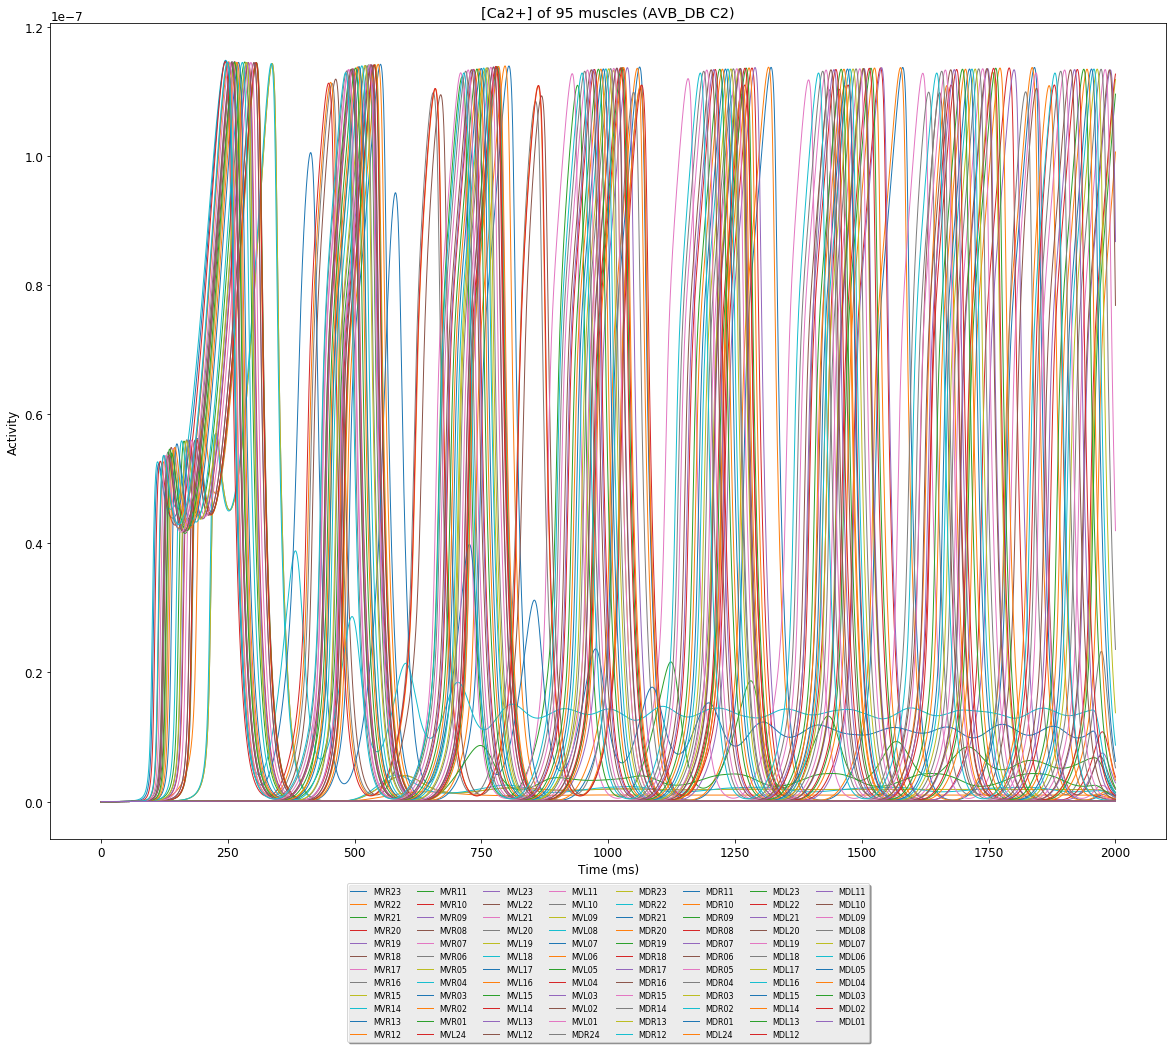 [Ca2+] of 95 muscles (AVB_DB C2)
1e−7
1.2
1.0
0.8
0.6
0.4
0.2
0.0
Activity
0 250 500 750 1000 1250 1500 1750 2000
Time (ms)
MVR23 MVR11 MVL23 MVL11 MDR23 MDR11 MDL23 MDL11
MVR22 MVR10 MVL22 MVL10 MDR22 MDR10 MDL22 MDL10
MVR21 MVR09 MVL21 MVL09 MDR21 MDR09 MDL21 MDL09
MVR20 MVR08 MVL20 MVL08 MDR20 MDR08 MDL20 MDL08
MVR19 MVR07 MVL19 MVL07 MDR19 MDR07 MDL19 MDL07
MVR18 MVR06 MVL18 MVL06 MDR18 MDR06 MDL18 MDL06
MVR17 MVR05 MVL17 MVL05 MDR17 MDR05 MDL17 MDL05
MVR16 MVR04 MVL16 MVL04 MDR16 MDR04 MDL16 MDL04
MVR15 MVR03 MVL15 MVL03 MDR15 MDR03 MDL15 MDL03
MVR14 MVR02 MVL14 MVL02 MDR14 MDR02 MDL14 MDL02
MVR13 MVR01 MVL13 MVL01 MDR13 MDR01 MDL13 MDL01
MVR12 MVL24 MVL12 MDR24 MDR12 MDL24 MDL12